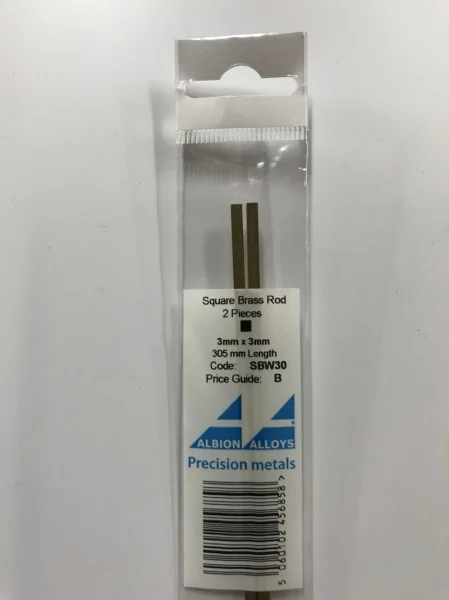 Square Brass Rod
2 Pieces
3mm x 3mm
305 mm Length
Code: SBW30
Price Guide: B
ALBION ALLOYS
Precision metals
5 060102 456858 >